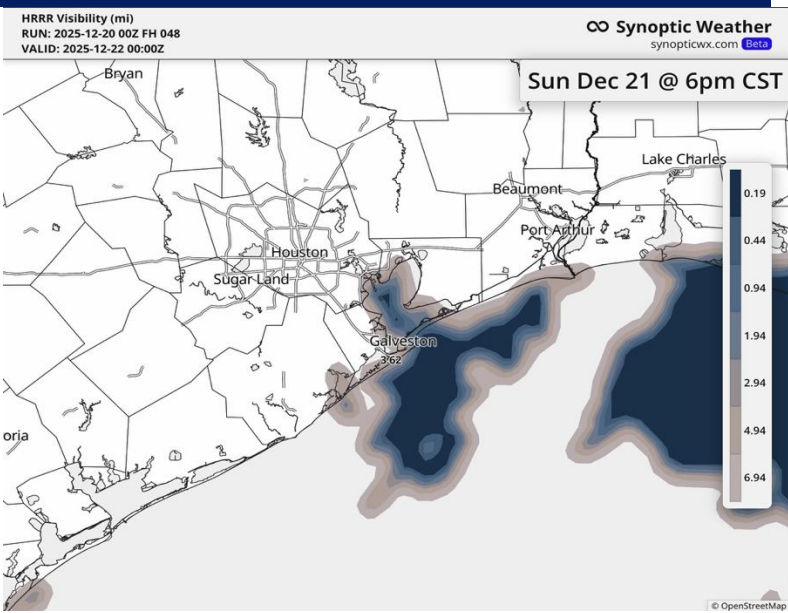 HRRR Visibility (mi)
RUN: 2025-12-20 00Z FH 048
VALID: 2025-12-22 00:00Z
Synoptic Weather
synopticwx.com Beta
Sun Dec 21 @ 6pm CST
Bryan
Lake Charles
Beaumont
Port Arthur
Houston
Sugar Land
Galveston
3.62
oria
0.19
0.44
0.94
1.94
2.94
4.94
6.94
© OpenStreetMap